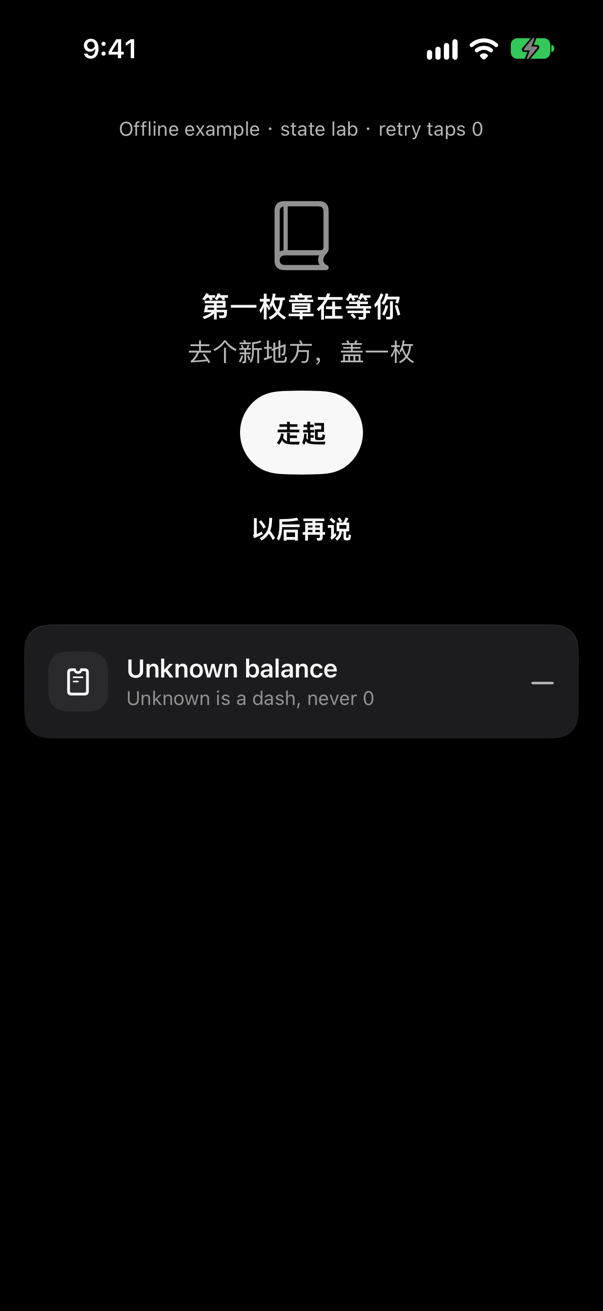 9:41
Offline example · state lab · retry taps 0
第一枚章在等你
去个新地方，盖一枚
走起
以后再说
Unknown balance
Unknown is a dash, never 0
—